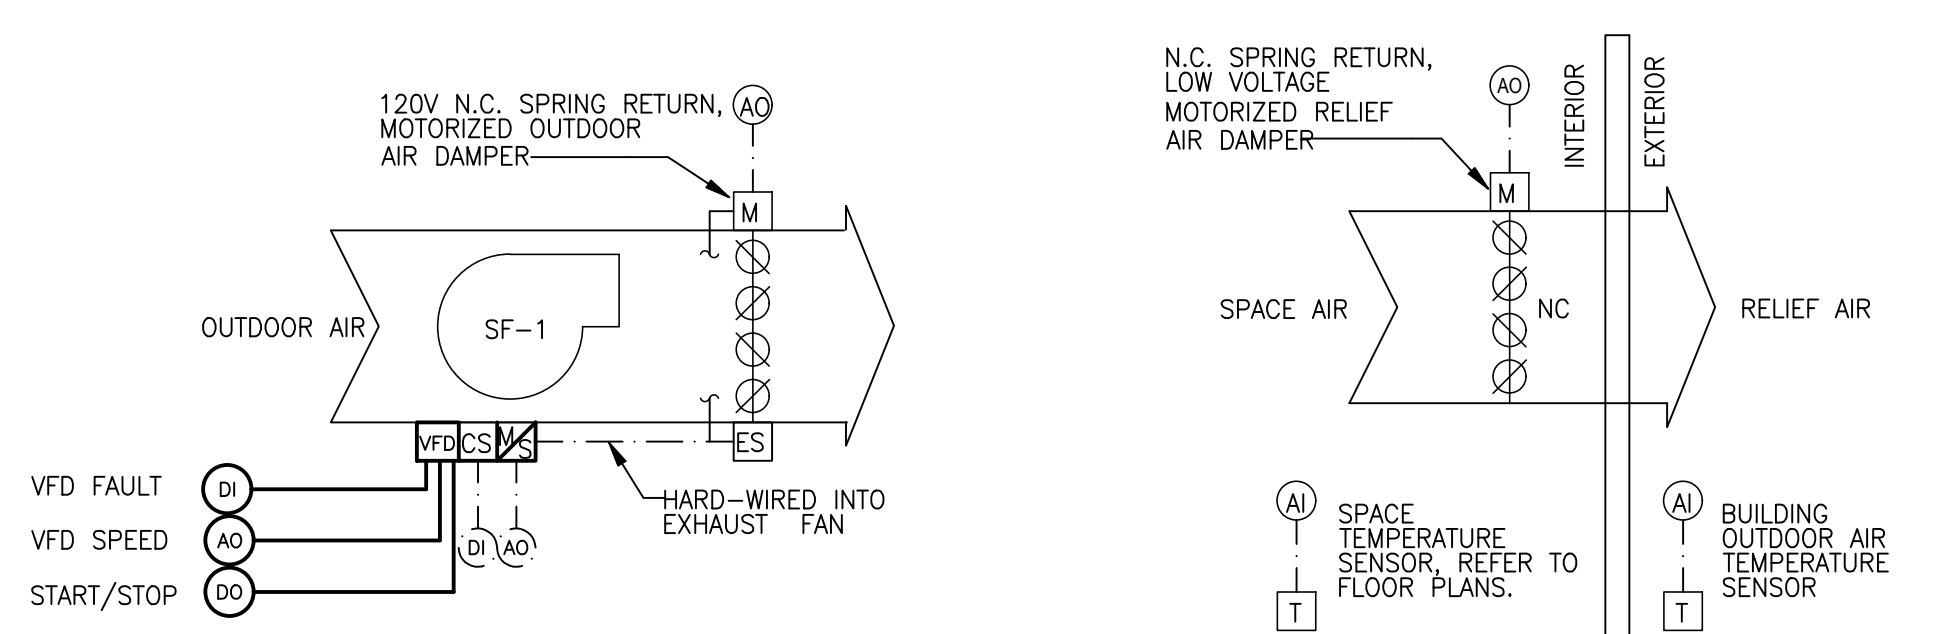 120V N.C. SPRING RETURN,
MOTORIZED OUTDOOR
AIR DAMPER
AO
M
OUTDOOR AIR
SF-1
VFD
CS
M/S
ES
VFD FAULT
DI
VFD SPEED
AO
START/STOP
DO
DI
AO
HARD-WIRED INTO
EXHAUST FAN
N.C. SPRING RETURN,
LOW VOLTAGE
MOTORIZED RELIEF
AIR DAMPER
AO
M
INTERIOR
EXTERIOR
SPACE AIR
NC
RELIEF AIR
AI
T
SPACE
TEMPERATURE
SENSOR, REFER TO
FLOOR PLANS.
AI
T
BUILDING
OUTDOOR AIR
TEMPERATURE
SENSOR